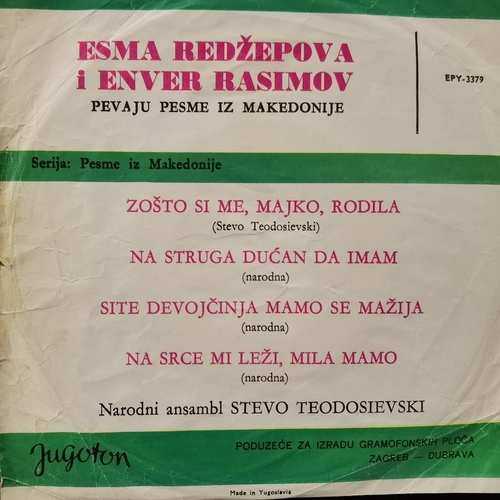 ESMA REDŽEPOVA
i ENVER RASIMOV
PEVAJU PESME IZ MAKEDONIJE
EPY-3379
Serija: Pesme iz Makedonije
ZOŠTO SI ME, MAJKO, RODILA
(Stevo Teodosievski)
NA STRUGA DUĆAN DA IMAM
(narodna)
SITE DEVOJČINJA MAMO SE MAŽIJA
(narodna)
NA SRCE MI LEŽI, MILA MAMO
(narodna)
Narodni ansambl STEVO TEODOSIEVSKI
Jugoton
PODUZEĆE ZA IZRADU GRAMOFONSKIH PLOČA
ZAGREB — DUBRAVA
Made in Yugoslavia